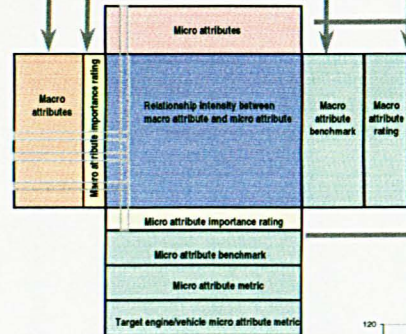 Micro attributes
Macro
attributes
Macro attribute importance rating
Relationship intensity between
macro attribute and micro attribute
Macro
attribute
benchmark
Macro
attribute
rating
Micro attribute importance rating
Micro attribute benchmark
Micro attribute metric
Target engine/vehicle micro attribute metric
120